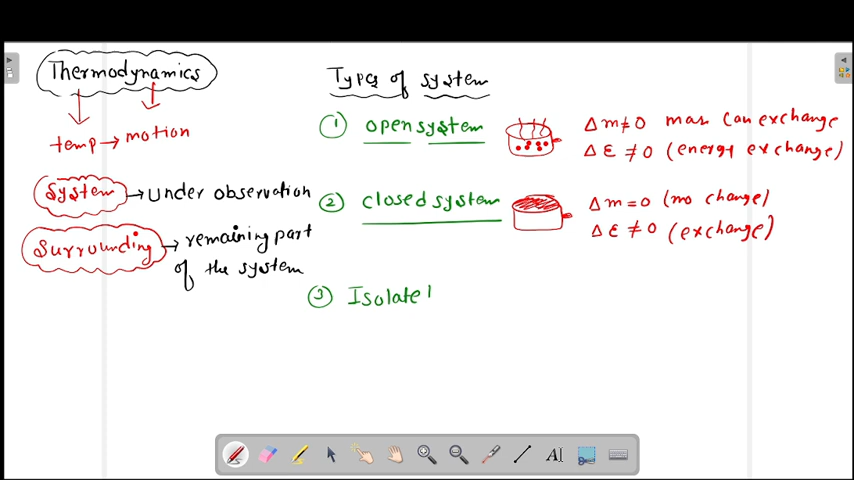 Thermodynamics
temp → motion
System → Under observation
Surrounding → remaining part
of the system
Types of system
① open system
Δm ≠ 0 mass can exchange
ΔE ≠ 0 (energy exchange)
② closed system
Δm = 0 (no change)
ΔE ≠ 0 (exchange)
③ Isolate